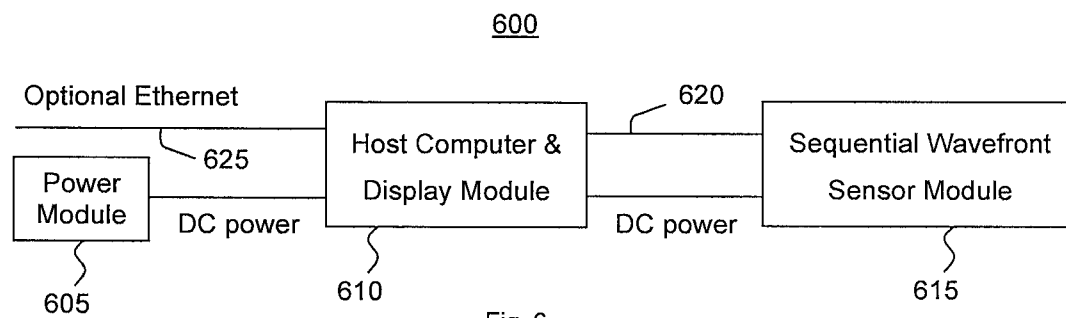 600
Optional Ethernet
625
620
Power
Module
DC power
Host Computer &
Display Module
DC power
Sequential Wavefront
Sensor Module
605
610
615
Fig. 6